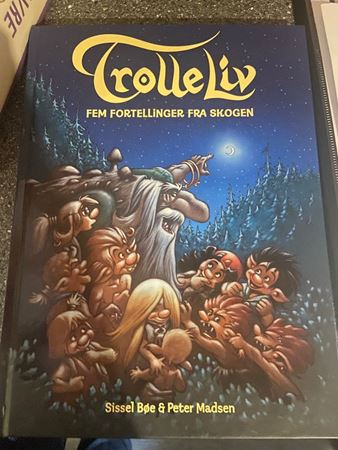 TrolleLiv
FEM FORTELLINGER FRA SKOGEN
Sissel Bøe & Peter Madsen